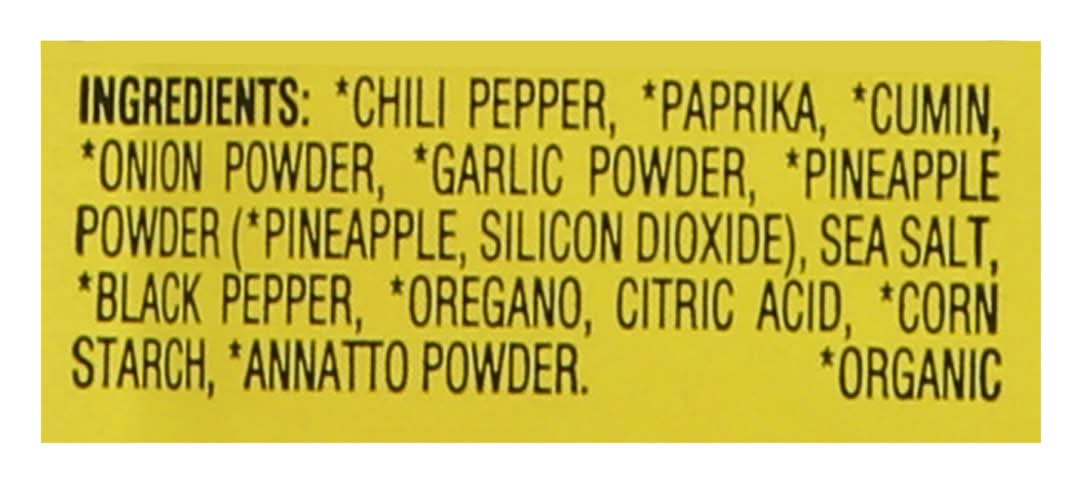 INGREDIENTS: *CHILI PEPPER, *PAPRIKA, *CUMIN,
*ONION POWDER, *GARLIC POWDER, *PINEAPPLE
POWDER (*PINEAPPLE, SILICON DIOXIDE), SEA SALT,
*BLACK PEPPER, *OREGANO, CITRIC ACID, *CORN
STARCH, *ANNATTO POWDER. *ORGANIC